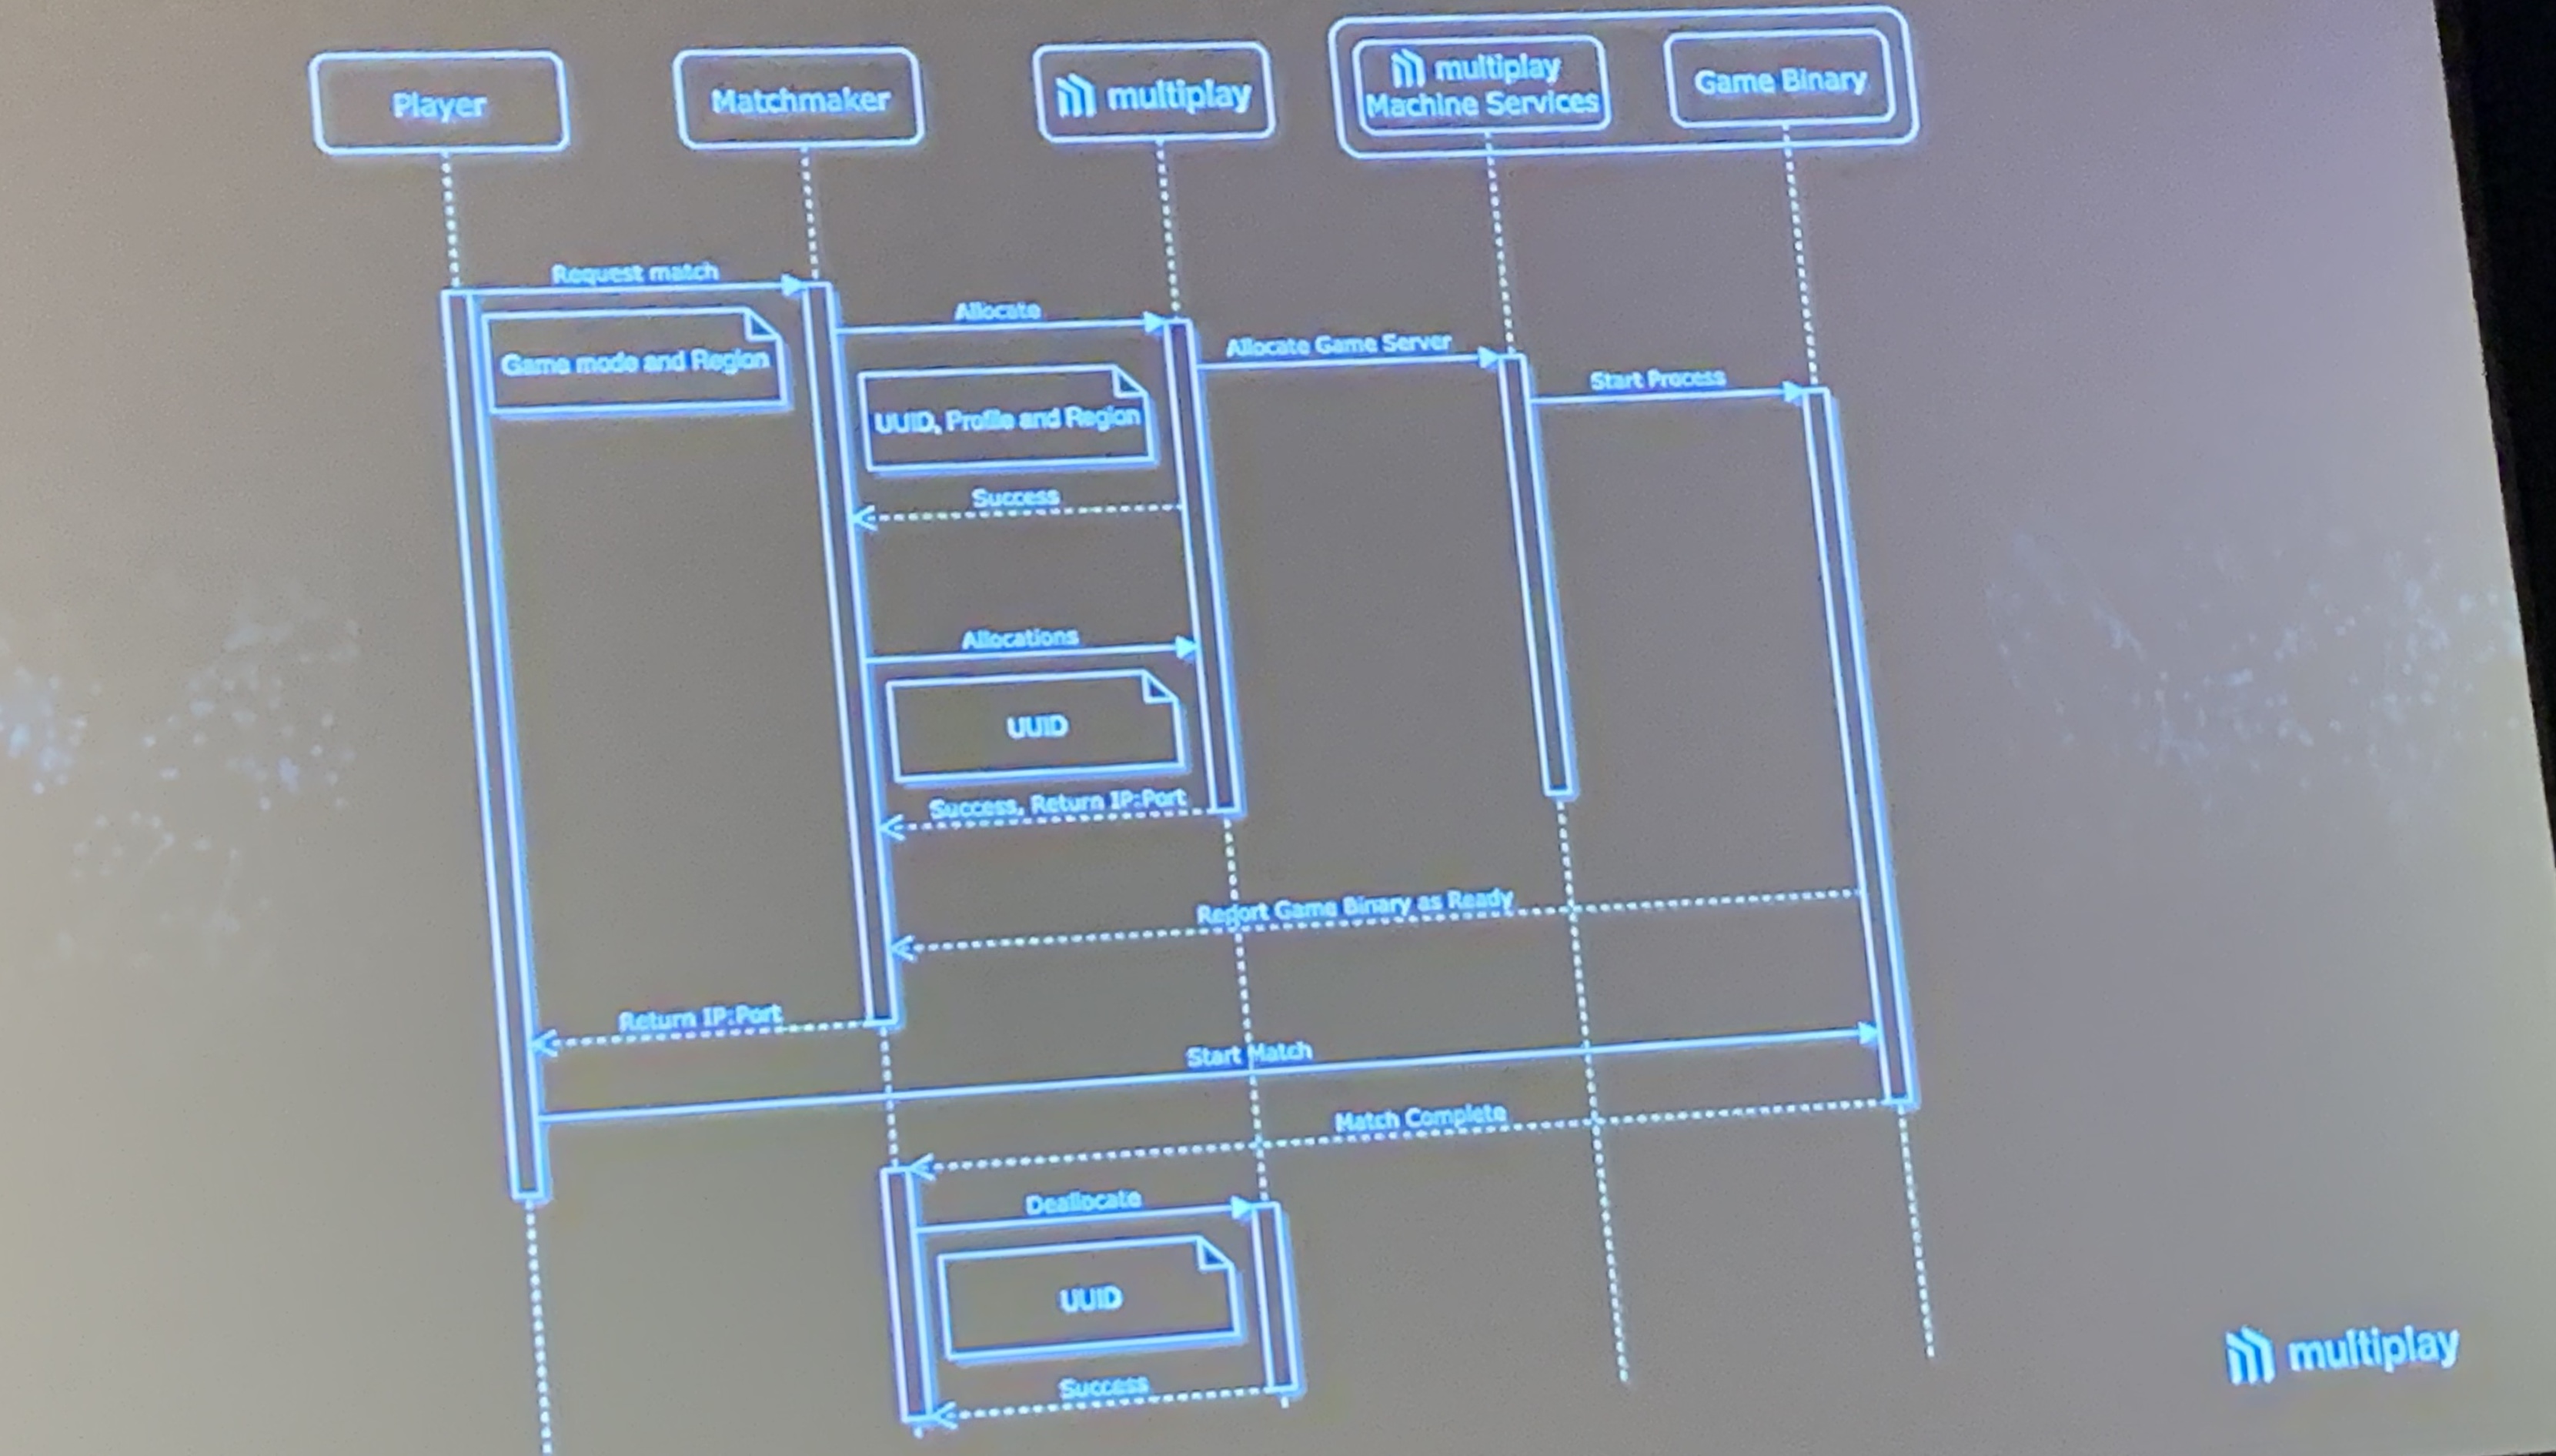 Player
Matchmaker
multiplay
multiplay
Machine Services
Game Binary
Request match
Game mode and Region
Allocate
UUID, Profile and Region
Allocate Game Server
Start Process
Success
Allocations
UUID
Success, Return IP:Port
Report Game Binary as Ready
Return IP:Port
Start Match
Match Complete
Deallocate
UUID
Success
multiplay